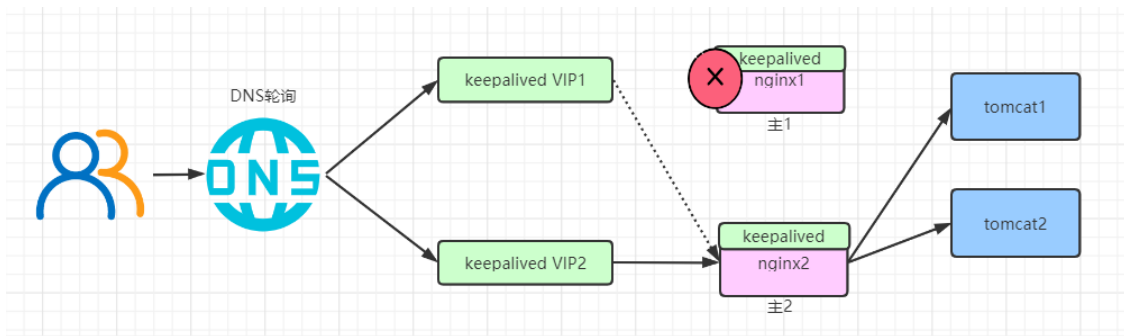 DNS轮询
DNS
keepalived VIP1
keepalived VIP2
keepalived
nginx1
主1
keepalived
nginx2
主2
tomcat1
tomcat2